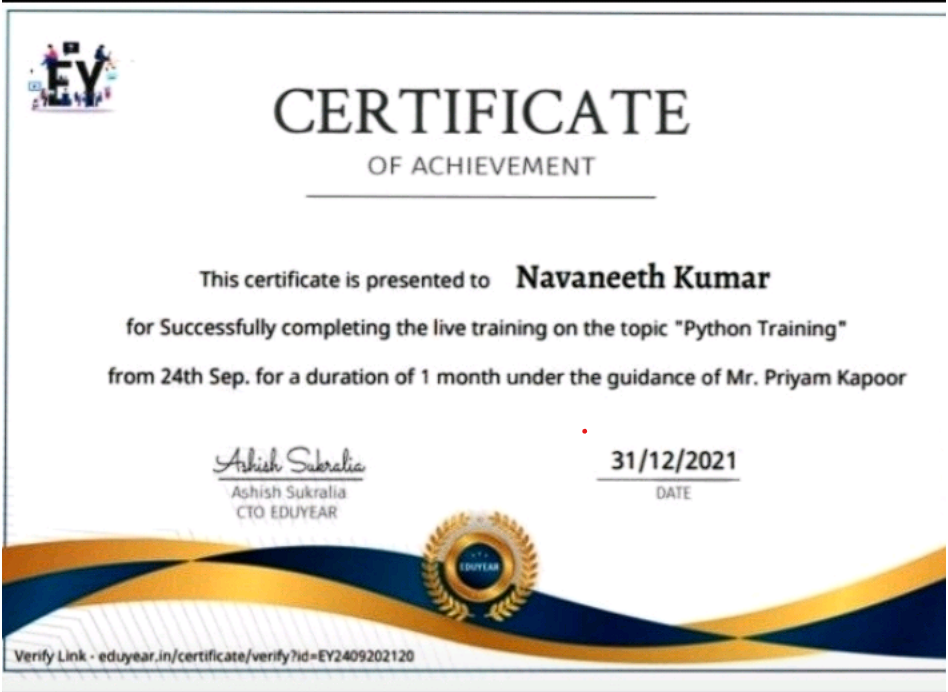 EY
CERTIFICATE
OF ACHIEVEMENT
This certificate is presented to Navaneeth Kumar
for Successfully completing the live training on the topic "Python Training"
from 24th Sep. for a duration of 1 month under the guidance of Mr. Priyam Kapoor
Ashish Sukralia
31/12/2021
Ashish Sukralia
DATE
CTO EDUYEAR
EDUYEAR
Verify Link - eduyear.in/certificate/verify?id=EY2409202120